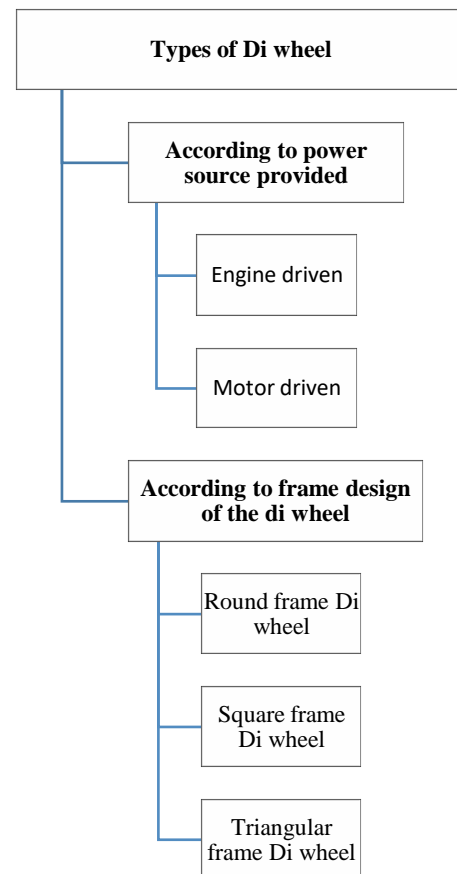 Types of Di wheel
According to power
source provided
Engine driven
Motor driven
According to frame design
of the di wheel
Round frame Di
wheel
Square frame
Di wheel
Triangular
frame Di wheel